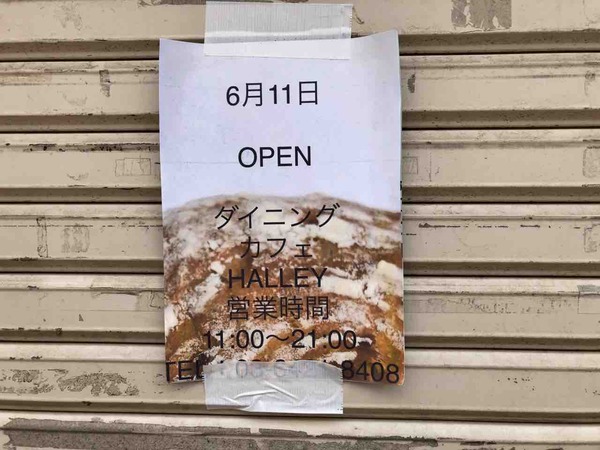 6月11日
OPEN
ダイニング
カフェ
HALLEY
営業時間
11:00〜21:00
TEL 8408